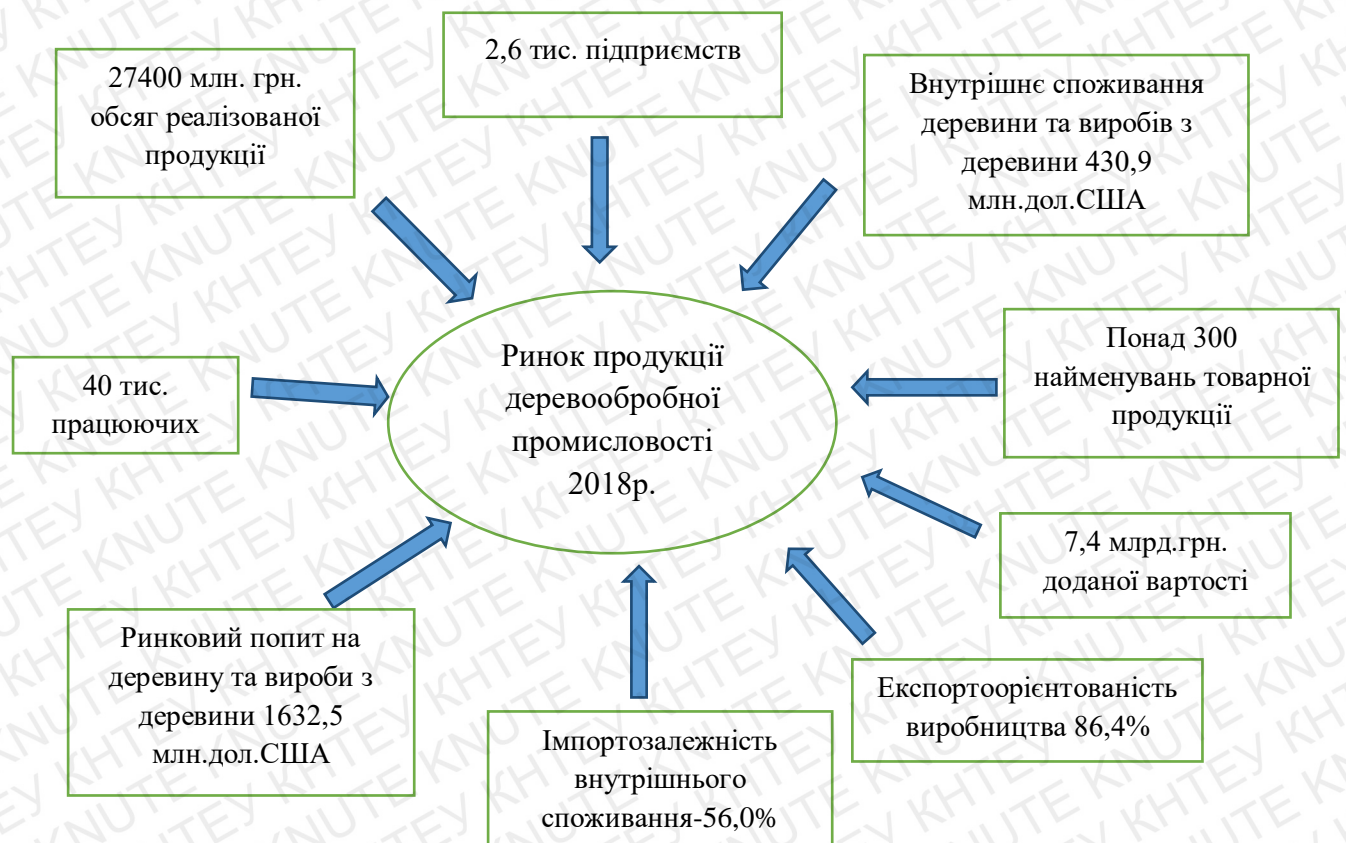 27400 млн. грн.
обсяг реалізованої
продукції
2,6 тис. підприємств
Внутрішнє споживання
деревини та виробів з
деревини 430,9
млн.дол.США
40 тис.
працюючих
Ринок продукції
деревообробної
промисловості
2018р.
Понад 300
найменувань товарної
продукції
7,4 млрд.грн.
доданої вартості
Ринковий попит на
деревину та вироби з
деревини 1632,5
млн.дол.США
Імпортозалежність
внутрішнього
споживання-56,0%
Експортоорієнтованість
виробництва 86,4%